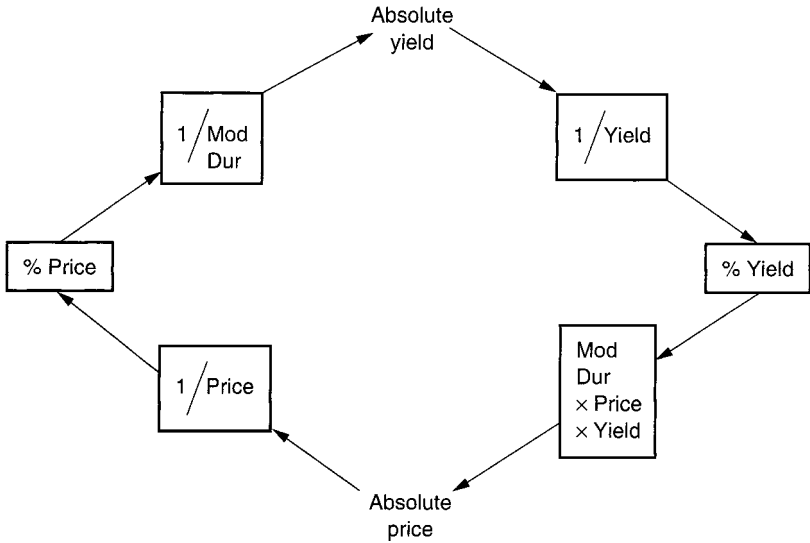 Absolute
yield
1/Mod
Dur
1/Yield
% Price
% Yield
Mod
Dur
× Price
× Yield
1/Price
Absolute
price